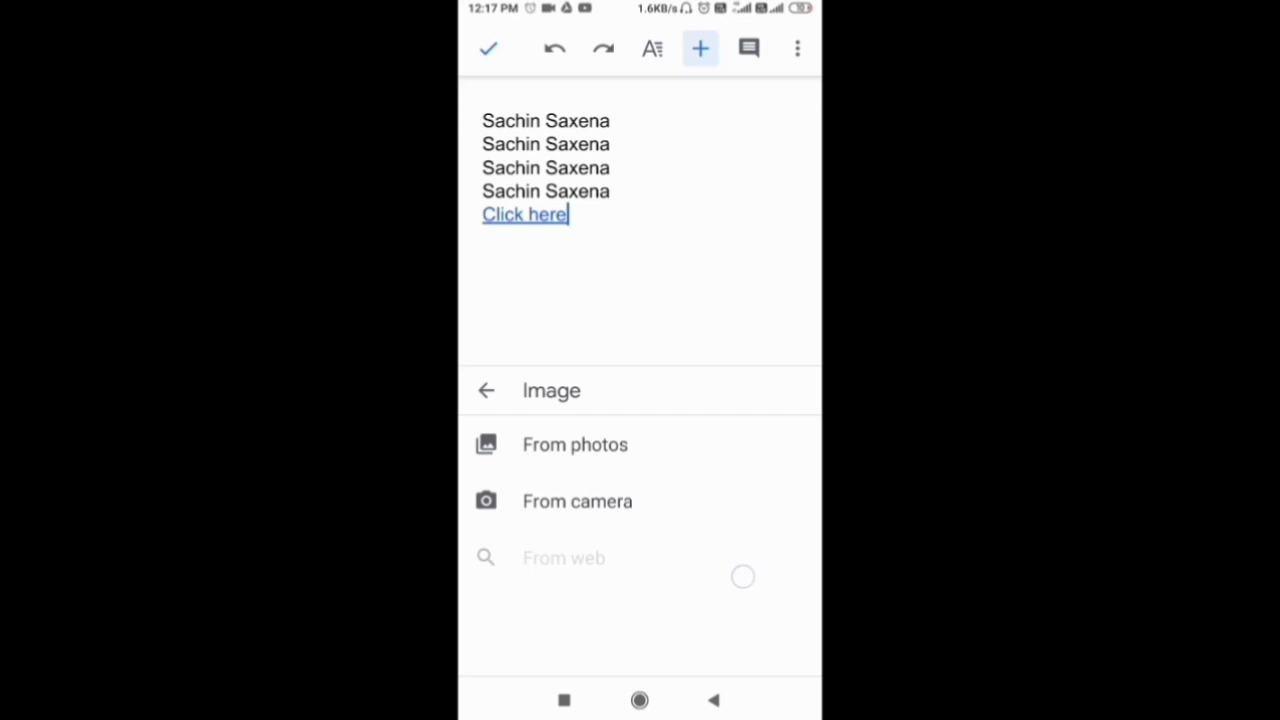 12:17 PM 1.6KB/s
Sachin Saxena
Sachin Saxena
Sachin Saxena
Sachin Saxena
Click here
Image
From photos
From camera
From web